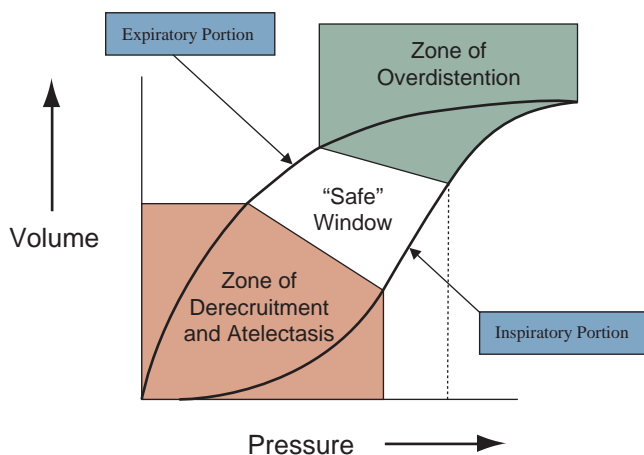 Expiratory Portion
Zone of
Overdistention
“Safe”
Window
Volume
Zone of
Derecruitment
and Atelectasis
Inspiratory Portion
Pressure